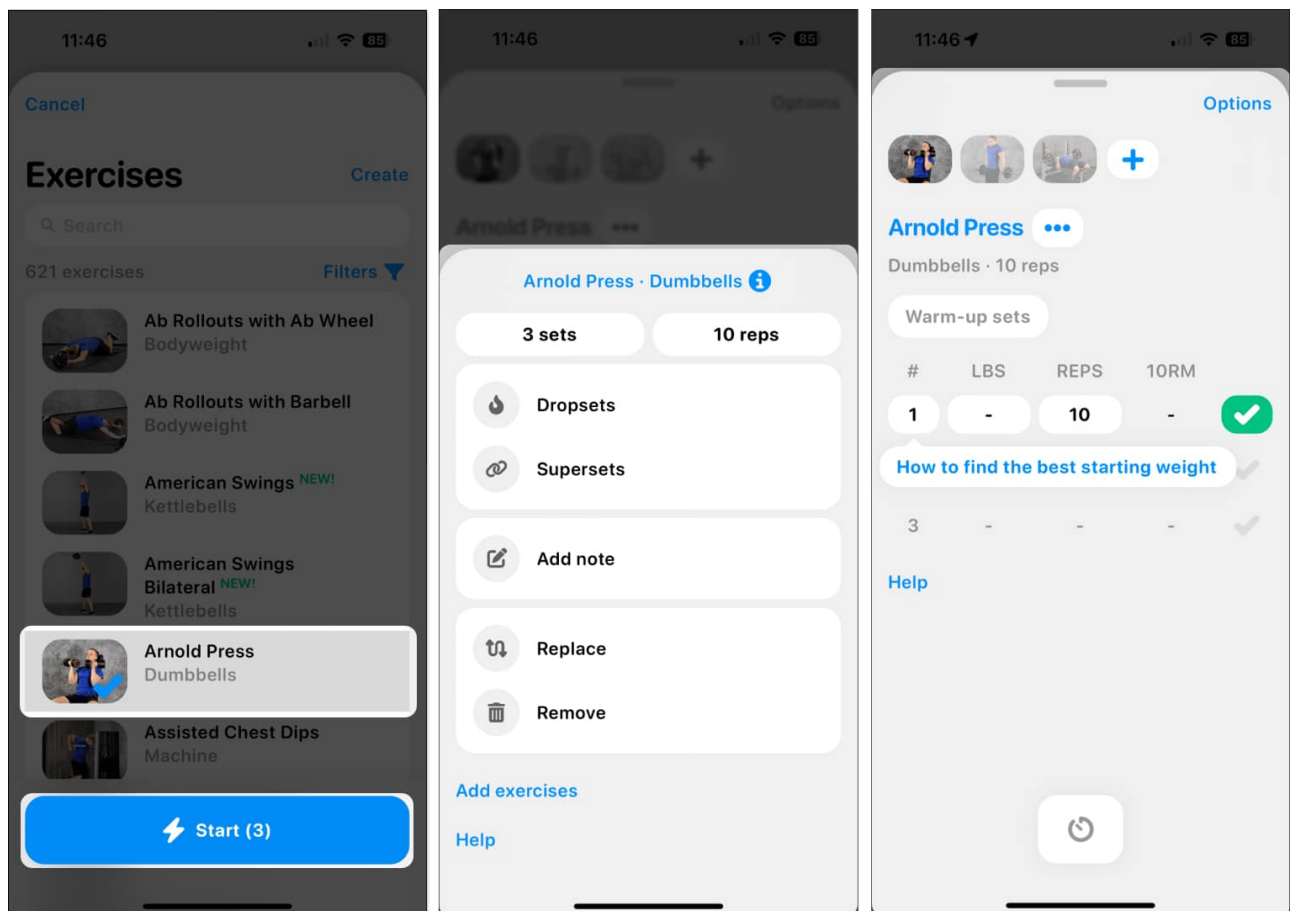 11:46
85
Cancel
Exercises
Create
Search
621 exercises
Filters
Ab Rollouts with Ab Wheel
Bodyweight
Ab Rollouts with Barbell
Bodyweight
American Swings NEW!
Kettlebells
American Swings
Bilateral NEW!
Kettlebells
Arnold Press
Dumbbells
Assisted Chest Dips
Machine
Start (3)
11:46
85
Options
Arnold Press
Arnold Press · Dumbbells
3 sets
10 reps
Dropsets
Supersets
Add note
Replace
Remove
Add exercises
Help
11:46
85
Options
Arnold Press
Dumbbells · 10 reps
Warm-up sets
# LBS REPS 10RM
1 - 10 -
How to find the best starting weight
3 - - -
Help